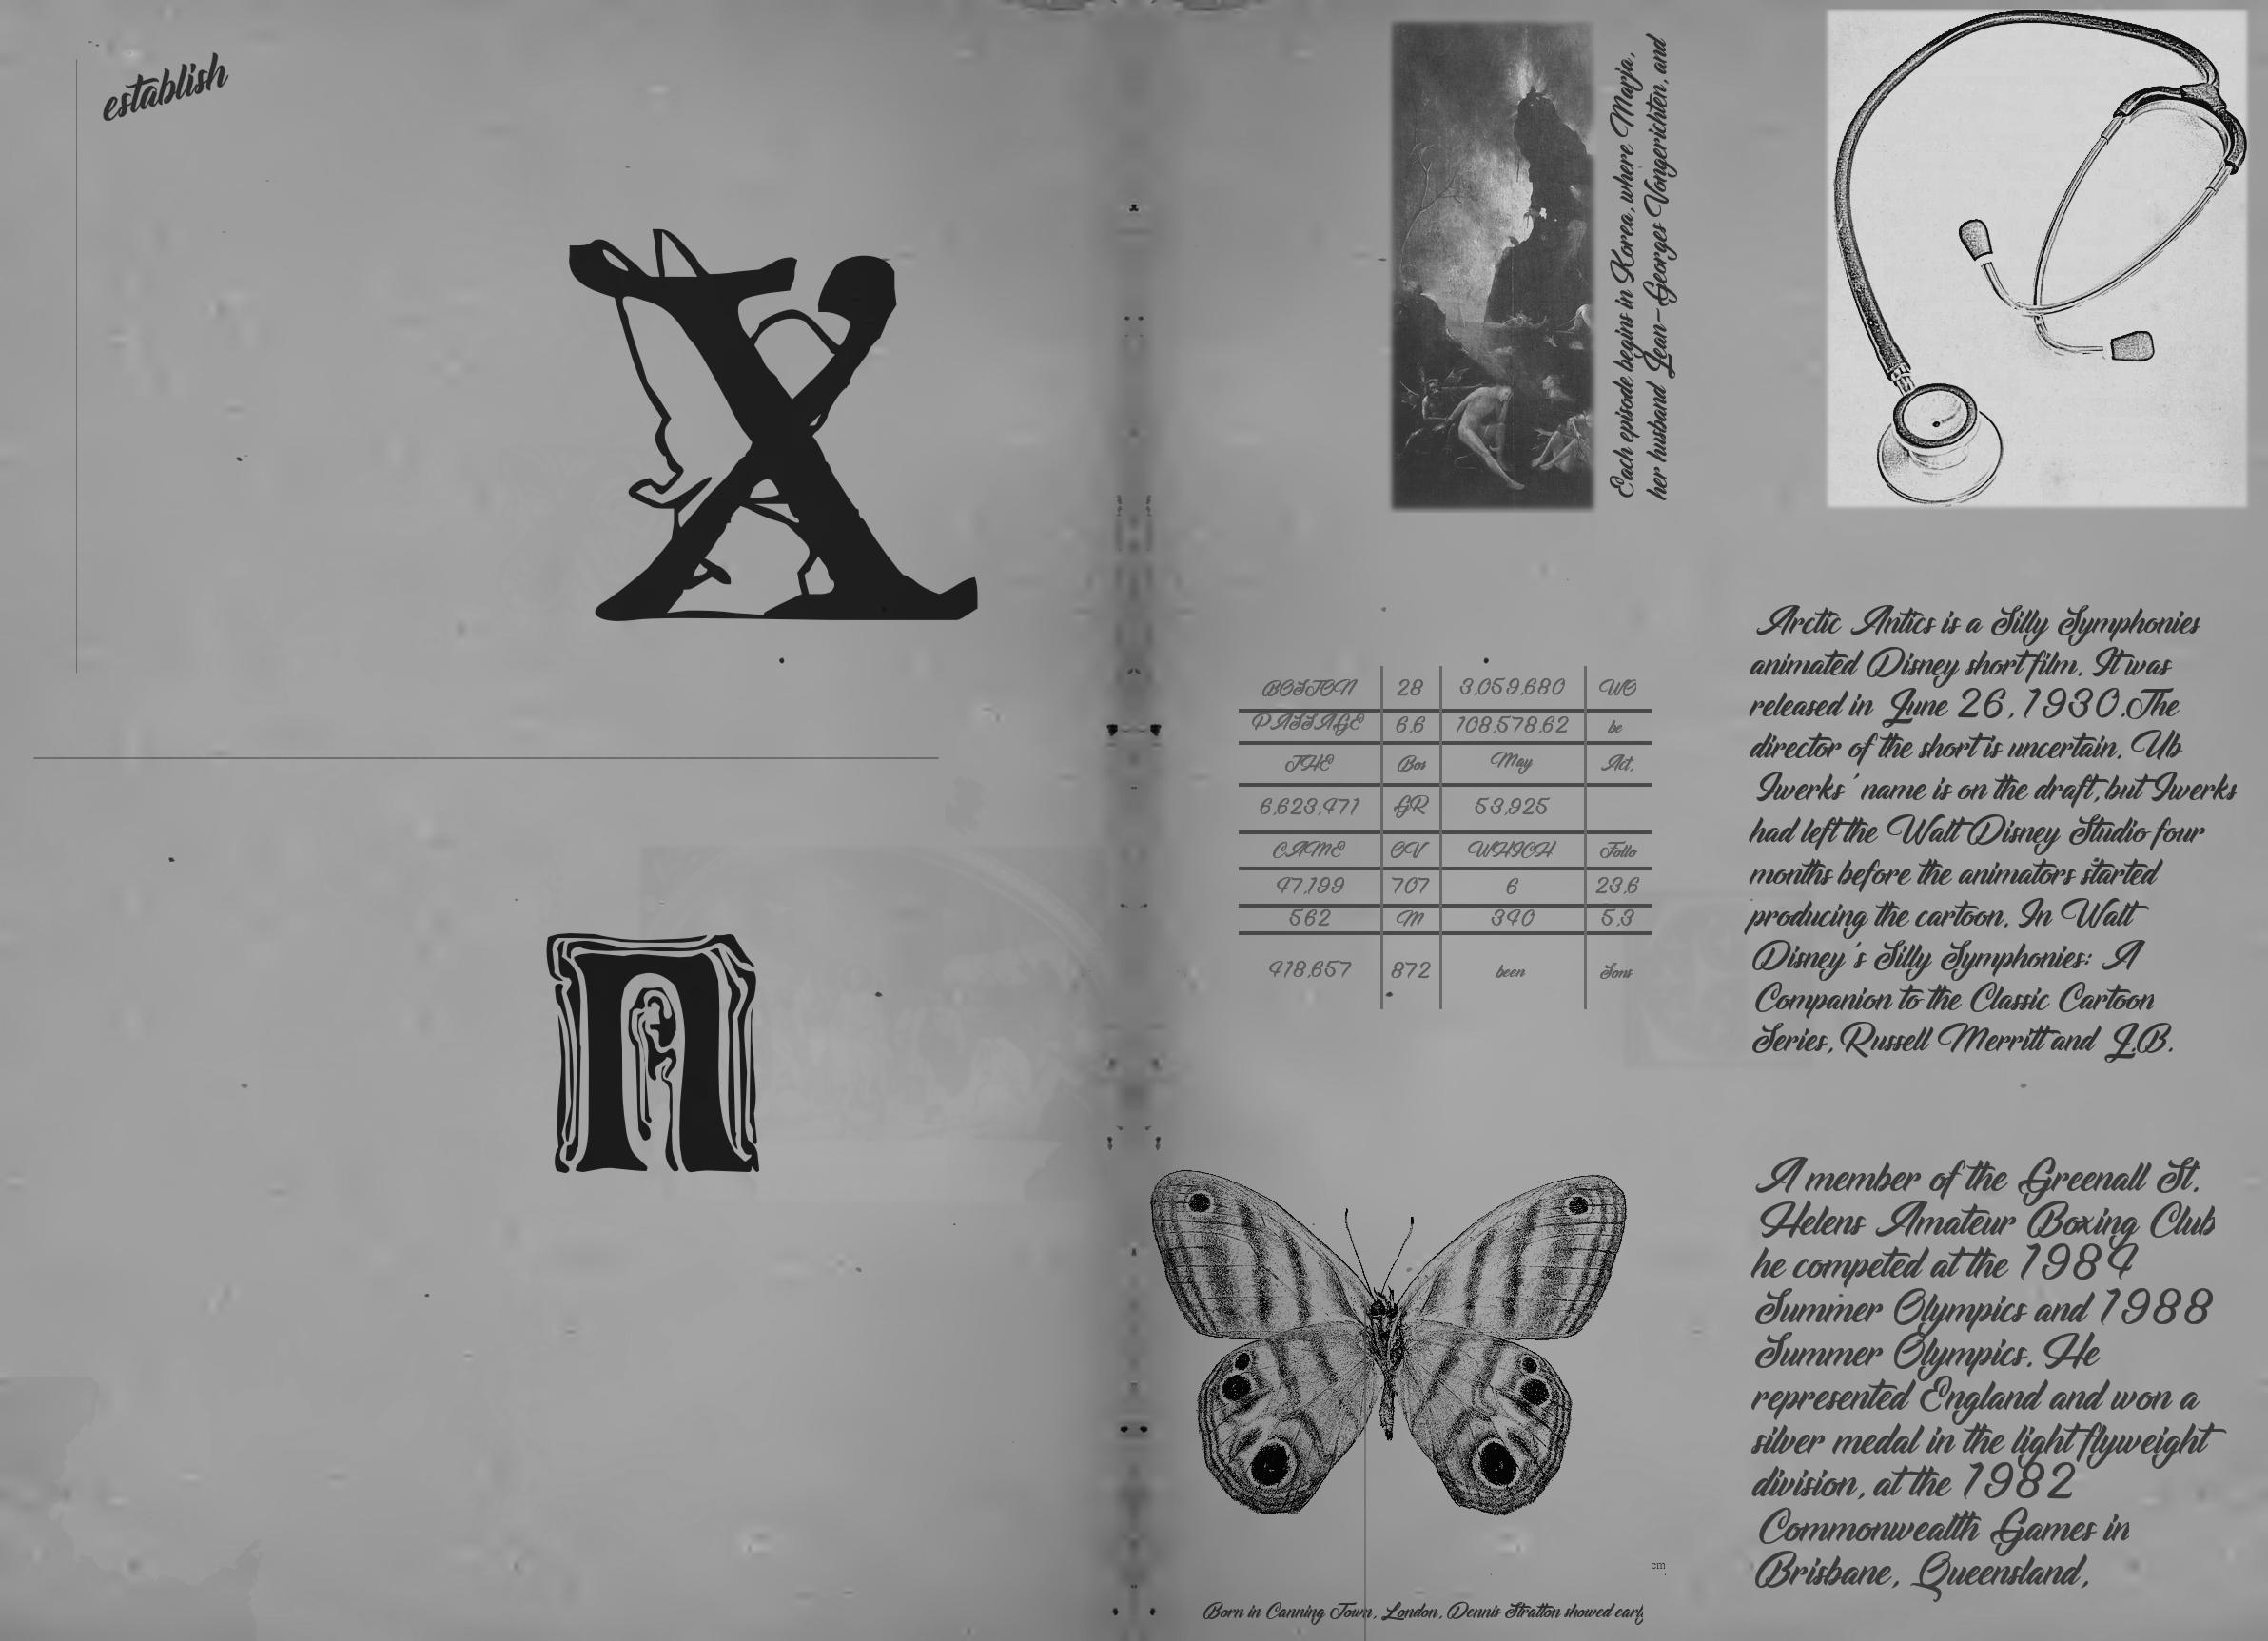 establish
X
n
Each episode begins in Korea, where Marja,
her husband Jean-Georges Vongerichten, and
BOSTON 28 3,059,680 WO
PASSAGE 6.6 108,578.62 be
THE Bos May Act,
6,623,471 GR 53,925
CAME OV WHICH Follo
47,199 707 6 23.6
562 M 340 5.3
418,657 872 been Sons
cm
Born in Canning Town, London, Dennis Stratton showed early
Arctic Antics is a Silly Symphonies
animated Disney short film. It was
released in June 26, 1930.The
director of the short is uncertain. Ub
Iwerks' name is on the draft, but Iwerks
had left the Walt Disney Studio four
months before the animators started
producing the cartoon. In Walt
Disney's Silly Symphonies: A
Companion to the Classic Cartoon
Series, Russell Merritt and J.B.
A member of the Greenall St.
Helens Amateur Boxing Club
he competed at the 1984
Summer Olympics and 1988
Summer Olympics. He
represented England and won a
silver medal in the light flyweight
division, at the 1982
Commonwealth Games in
Brisbane, Queensland,